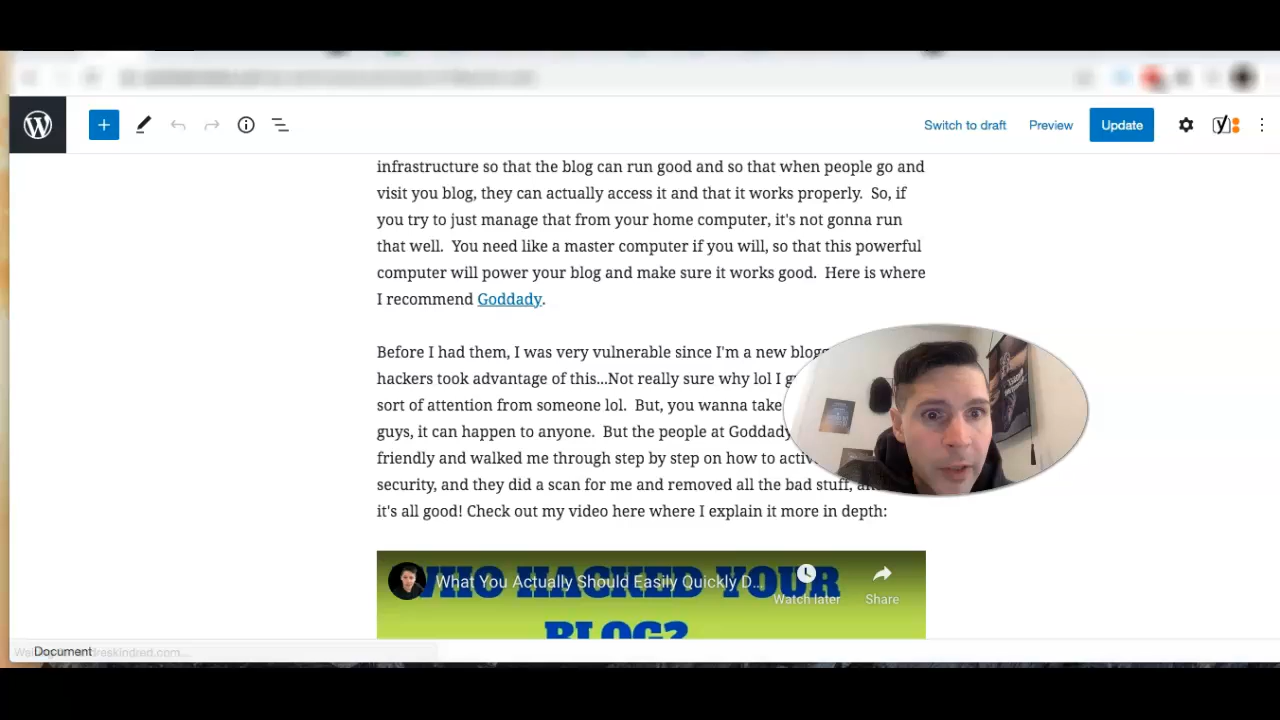 Switch to draft
Preview
Update
infrastructure so that the blog can run good and so that when people go and
visit you blog, they can actually access it and that it works properly.  So, if
you try to just manage that from your home computer, it's not gonna run
that well.  You need like a master computer if you will, so that this powerful
computer will power your blog and make sure it works good.  Here is where
I recommend Goddady.
Before I had them, I was very vulnerable since I'm a new
hackers took advantage of this...Not really sure why lol I
sort of attention from someone lol.  But, you wanna take
guys, it can happen to anyone.  But the people at Goddady
friendly and walked me through step by step on how to
security, and they did a scan for me and removed all the bad stuff,
it's all good! Check out my video here where I explain it more in depth:
What You Actually Should Easily Quickly D...
WHO HACKED YOUR
BLOG?
Watch later
Share
Document